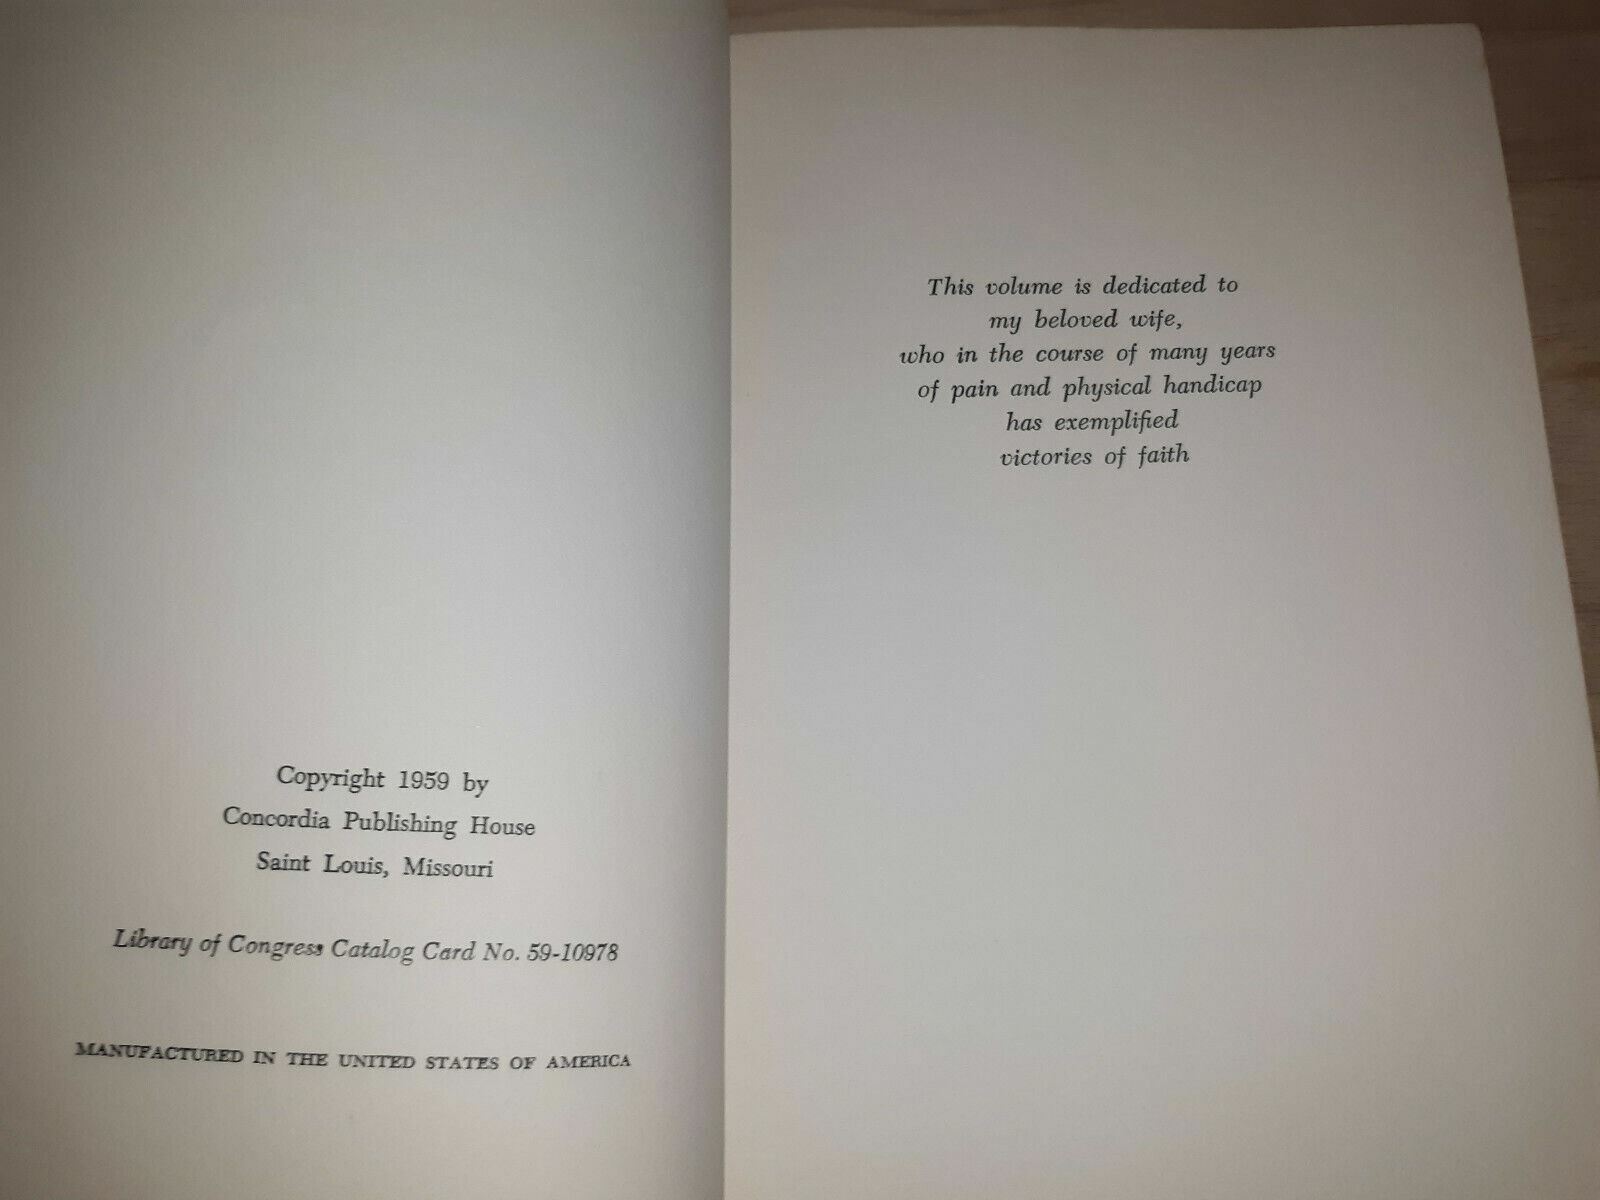 Copyright 1959 by
Concordia Publishing House
Saint Louis, Missouri
Library of Congress Catalog Card No. 59-10978
MANUFACTURED IN THE UNITED STATES OF AMERICA
This volume is dedicated to
my beloved wife,
who in the course of many years
of pain and physical handicap
has exemplified
victories of faith